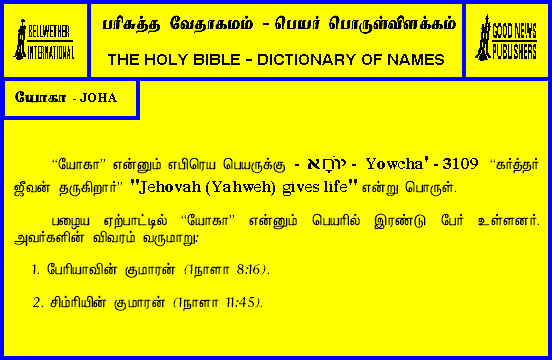 BELLWETHER
INTERNATIONAL
பரிசுத்த வேதாகமம் - பெயர் பொருள்விளக்கம்
THE HOLY BIBLE - DICTIONARY OF NAMES
GOOD NEWS
PUBLISHERS
யோகா - JOHA
“யோகா” என்னும் எபிரெய பெயருக்கு - יוֹחָא - Yowcha' - 3109 “கர்த்தர்
ஜீவன் தருகிறார்” "Jehovah (Yahweh) gives life" என்று பொருள்.
பழைய ஏற்பாட்டில் “யோகா” என்னும் பெயரில் இரண்டு பேர் உள்ளனர்.
அவர்களின் விவரம் வருமாறு:
1. பேரியாவின் குமாரன் (1நாளா 8:16).
2. சிம்ரியின் குமாரன் (1நாளா 11:45).